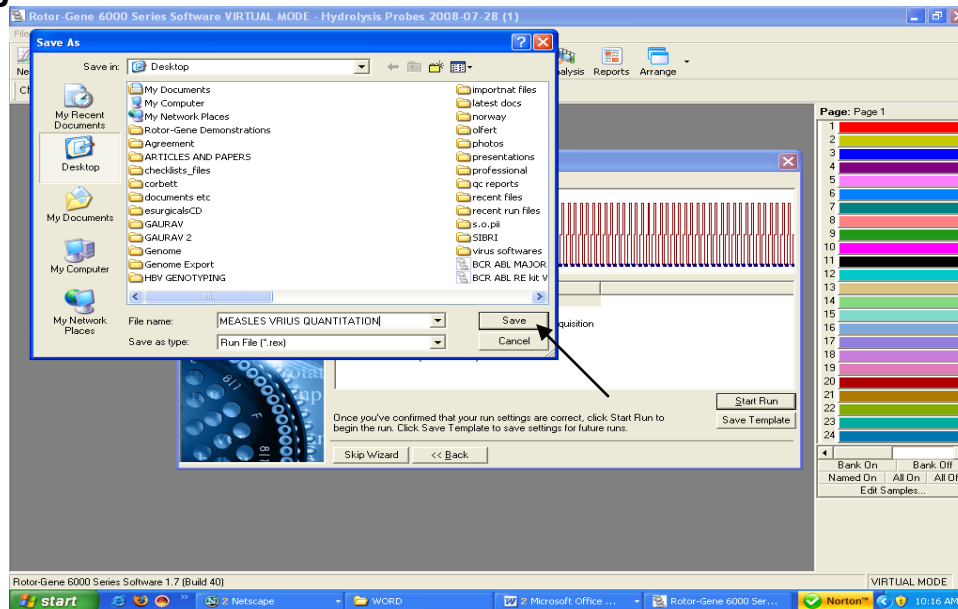 Rotor-Gene 6000 Series Software VIRTUAL MODE - Hydrolysis Probes 2008-07-28 (1)
Save As
Save in:
Desktop
alysis
Reports
Arrange
My Recent
Documents
Desktop
My Documents
My Computer
My Network
Places
My Documents
My Computer
My Network Places
Rotor-Gene Demonstrations
Agreement
ARTICLES AND PAPERS
checklists_files
corbett
documents etc
esurgicalsCD
GAURAV
GAURAV 2
Genome
Genome Export
HBV GENOTYPING
importnat files
latest docs
norway
olfert
photos
presentations
professional
qc reports
recent files
recent run files
s.o.pii
SIBRI
virus softwares
BCR ABL MAJOR
BCR ABL RE kit V
File name:
MEASLES VRIUS QUANTITATION
Save
Save as type:
Run File (*.rex)
Cancel
quisition
Once you've confirmed that your run settings are correct, click Start Run to
begin the run. Click Save Template to save settings for future runs.
Start Run
Save Template
Skip Wizard
<< Back
Page: Page 1
1
2
3
4
5
6
7
8
9
10
11
12
13
14
15
16
17
18
19
20
21
22
23
24
Bank On
Bank Off
Named On
All On
All Of
Edit Samples...
Rotor-Gene 6000 Series Software 1.7 (Build 40)
VIRTUAL MODE
start
2 Netscape
WORD
2 Microsoft Office ...
Rotor-Gene 6000 Ser...
Norton™
10:16 AM